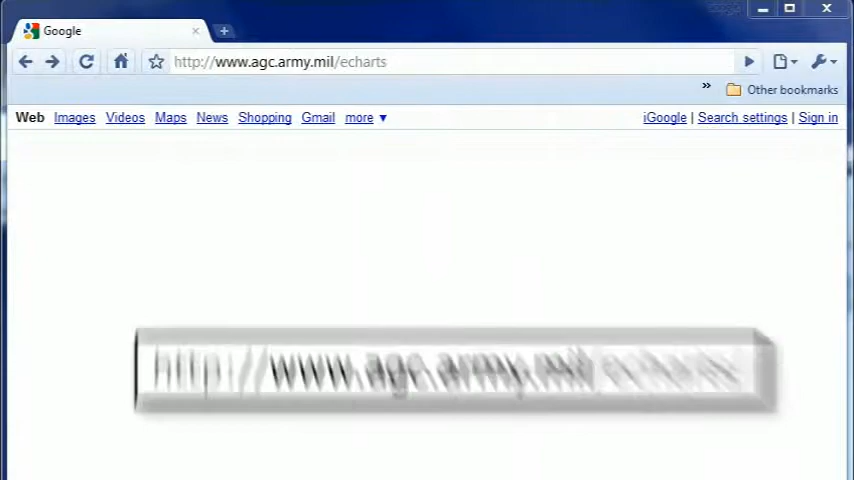 Google
http://www.agc.army.mil/echarts
» Other bookmarks
Web Images Videos Maps News Shopping Gmail more ▼ iGoogle | Search settings | Sign in
http://www.agc.army.mil/echarts